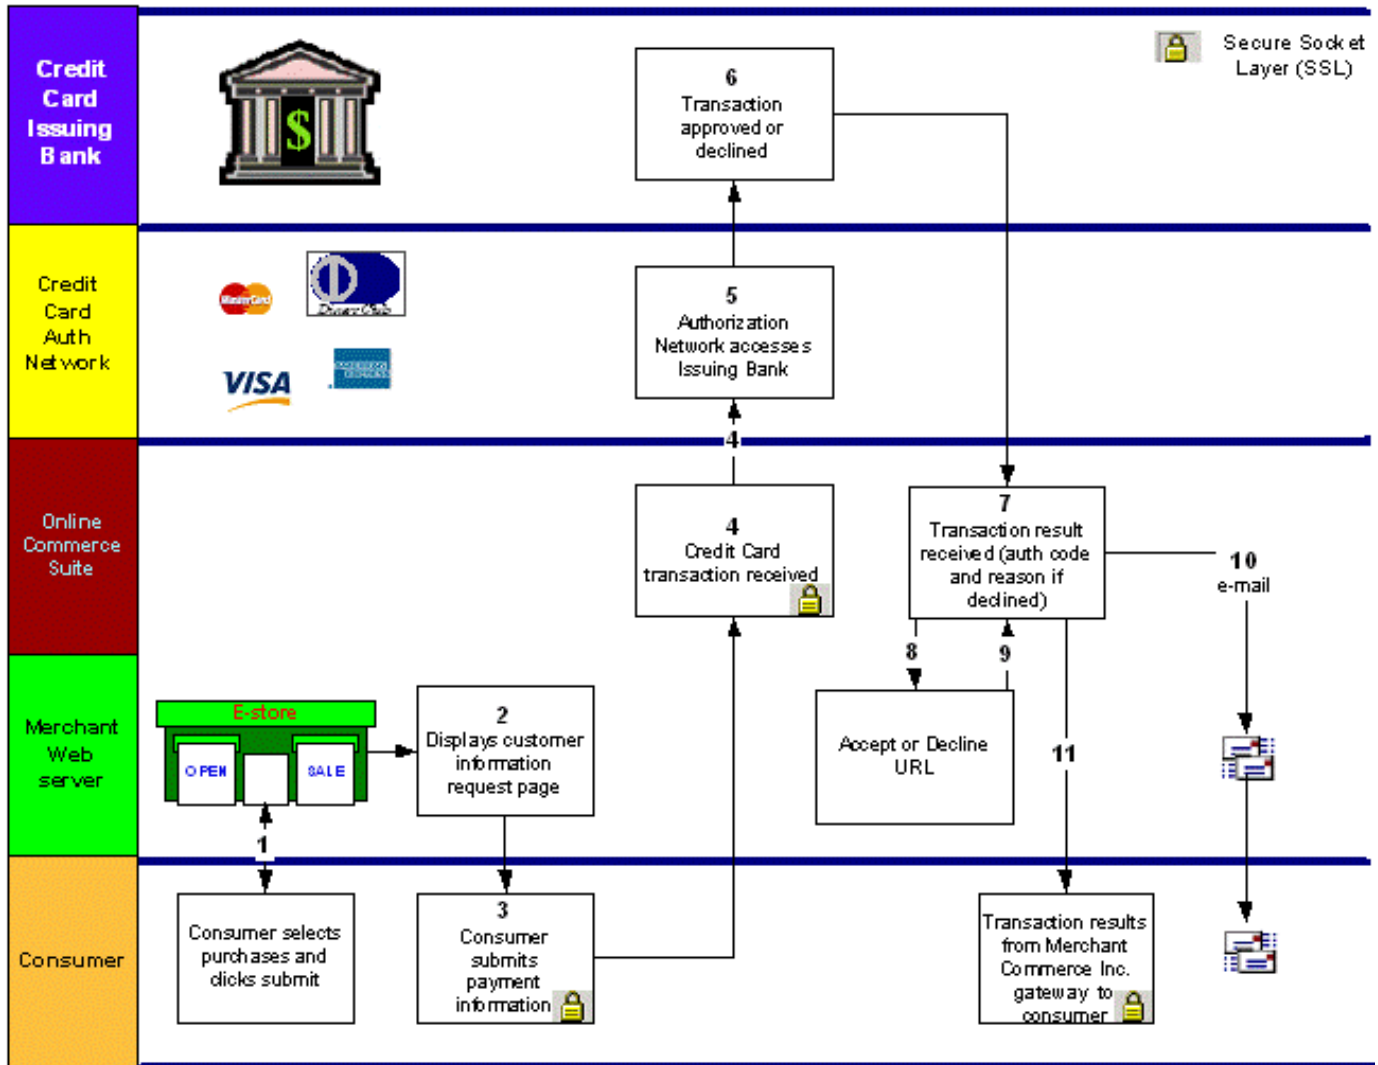 Credit
Card
Issuing
Bank
$
6
Transaction
approved or
declined
Secure Socket
Layer (SSL)
Credit
Card
Auth
Network
MasterCard
Diners Club
VISA
5
Authorization
Network accesses
Issuing Bank
4
Online
Commerce
Suite
4
Credit Card
transaction received
7
Transaction result
received (auth code
and reason if
declined)
10
e-mail
8
9
Merchant
Web
server
E-store
OPEN
SALE
2
Displays customer
information
request page
Accept or Decline
URL
11
1
Consumer
Consumer selects
purchases and
clicks submit
3
Consumer
submits
payment
information
Transaction results
from Merchant
Commerce Inc.
gateway to
consumer